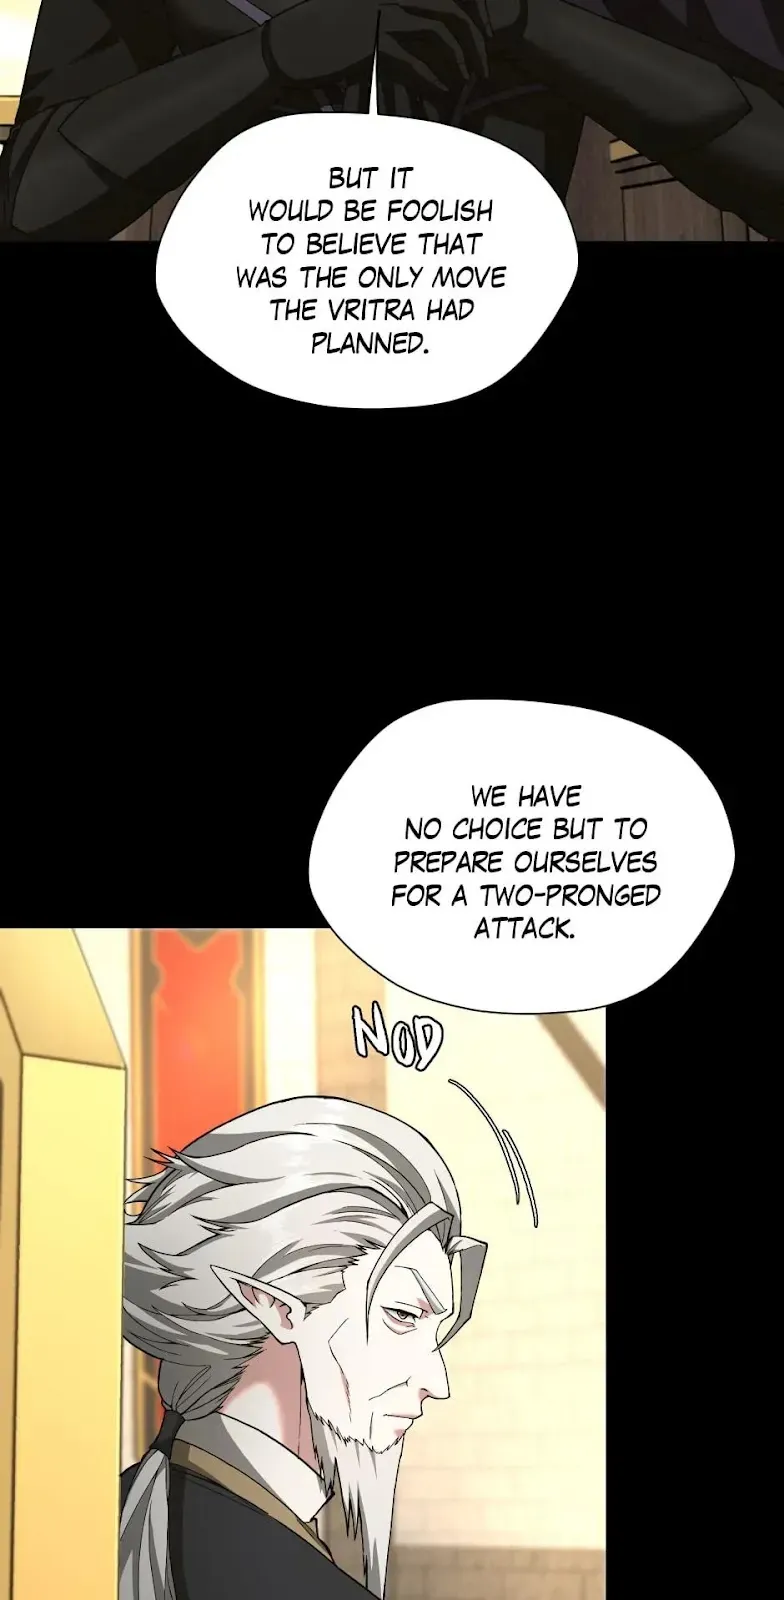 BUT IT
WOULD BE FOOLISH
TO BELIEVE THAT
WAS THE ONLY MOVE
THE VRITRA HAD
PLANNED.
WE HAVE
NO CHOICE BUT TO
PREPARE OURSELVES
FOR A TWO-PRONGED
ATTACK.
NOD